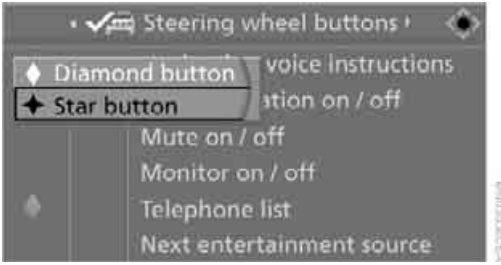 Steering wheel buttons
Diamond button
voice instructions
Star button
ation on / off
Mute on / off
Monitor on / off
Telephone list
Next entertainment source